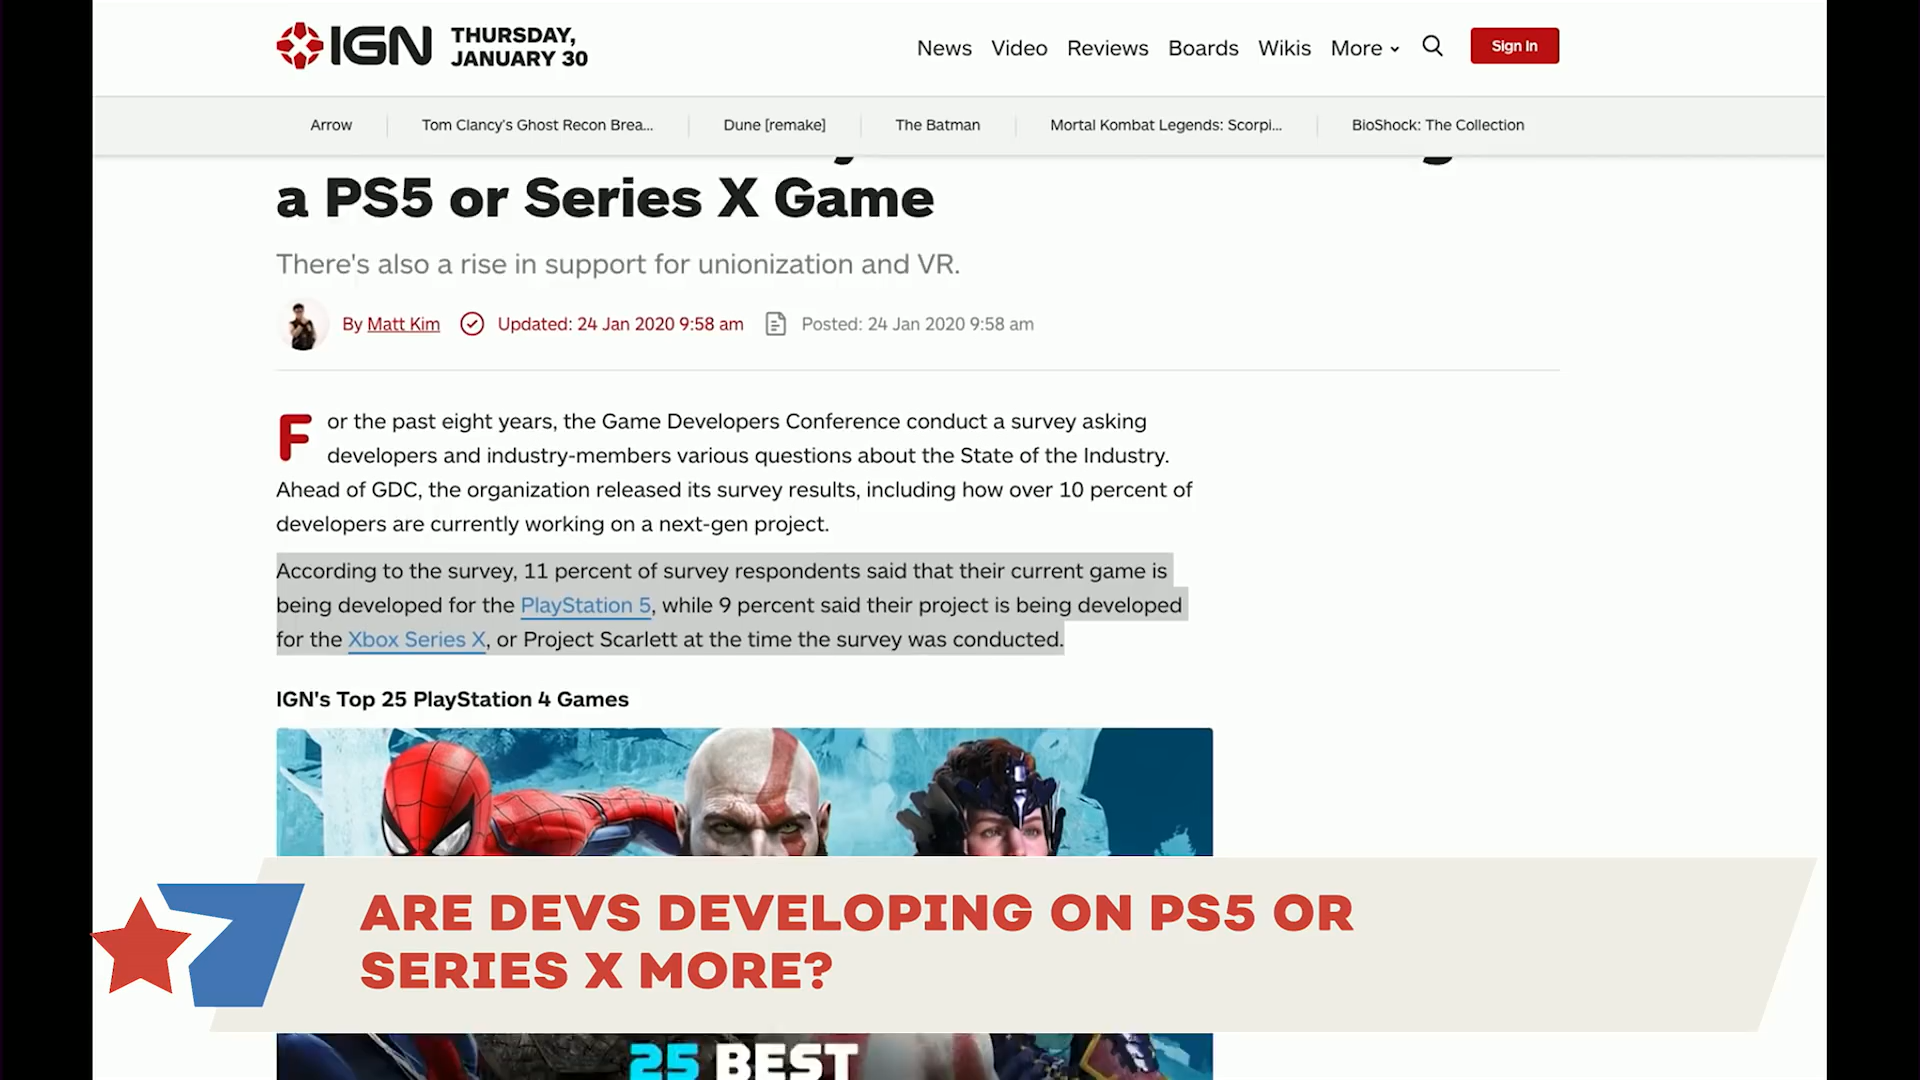 IGN
THURSDAY,
JANUARY 30
News Video Reviews Boards Wikis More
Sign In
Arrow
Tom Clancy's Ghost Recon Brea...
Dune [remake]
The Batman
Mortal Kombat Legends: Scorpi...
BioShock: The Collection
a PS5 or Series X Game
There's also a rise in support for unionization and VR.
By Matt Kim
Updated: 24 Jan 2020 9:58 am
Posted: 24 Jan 2020 9:58 am
For the past eight years, the Game Developers Conference conduct a survey asking
developers and industry-members various questions about the State of the Industry.
Ahead of GDC, the organization released its survey results, including how over 10 percent of
developers are currently working on a next-gen project.
According to the survey, 11 percent of survey respondents said that their current game is
being developed for the PlayStation 5, while 9 percent said their project is being developed
for the Xbox Series X, or Project Scarlett at the time the survey was conducted.
IGN's Top 25 PlayStation 4 Games
ARE DEVS DEVELOPING ON PS5 OR
SERIES X MORE?
25 BEST